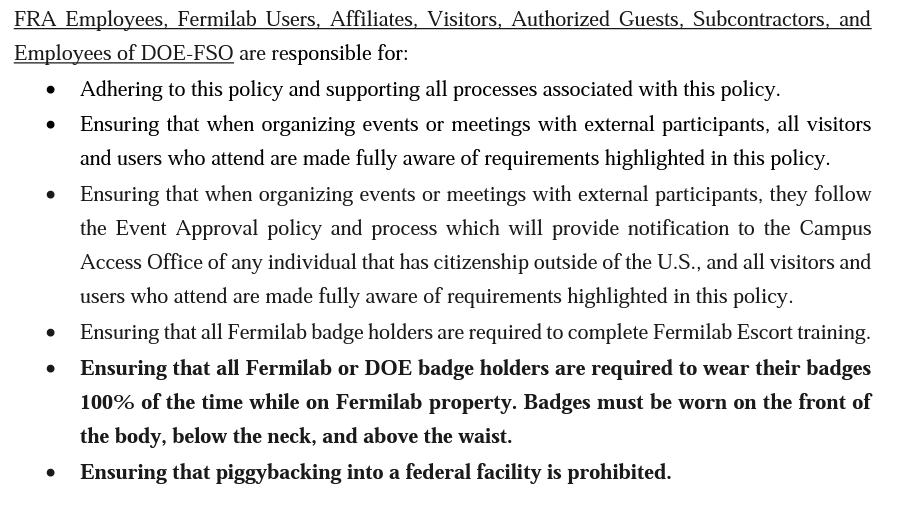 FRA Employees, Fermilab Users, Affiliates, Visitors, Authorized Guests, Subcontractors, and
Employees of DOE-FSO are responsible for:
• Adhering to this policy and supporting all processes associated with this policy.
• Ensuring that when organizing events or meetings with external participants, all visitors
and users who attend are made fully aware of requirements highlighted in this policy.
• Ensuring that when organizing events or meetings with external participants, they follow
the Event Approval policy and process which will provide notification to the Campus
Access Office of any individual that has citizenship outside of the U.S., and all visitors and
users who attend are made fully aware of requirements highlighted in this policy.
• Ensuring that all Fermilab badge holders are required to complete Fermilab Escort training.
• Ensuring that all Fermilab or DOE badge holders are required to wear their badges
100% of the time while on Fermilab property. Badges must be worn on the front of
the body, below the neck, and above the waist.
• Ensuring that piggybacking into a federal facility is prohibited.